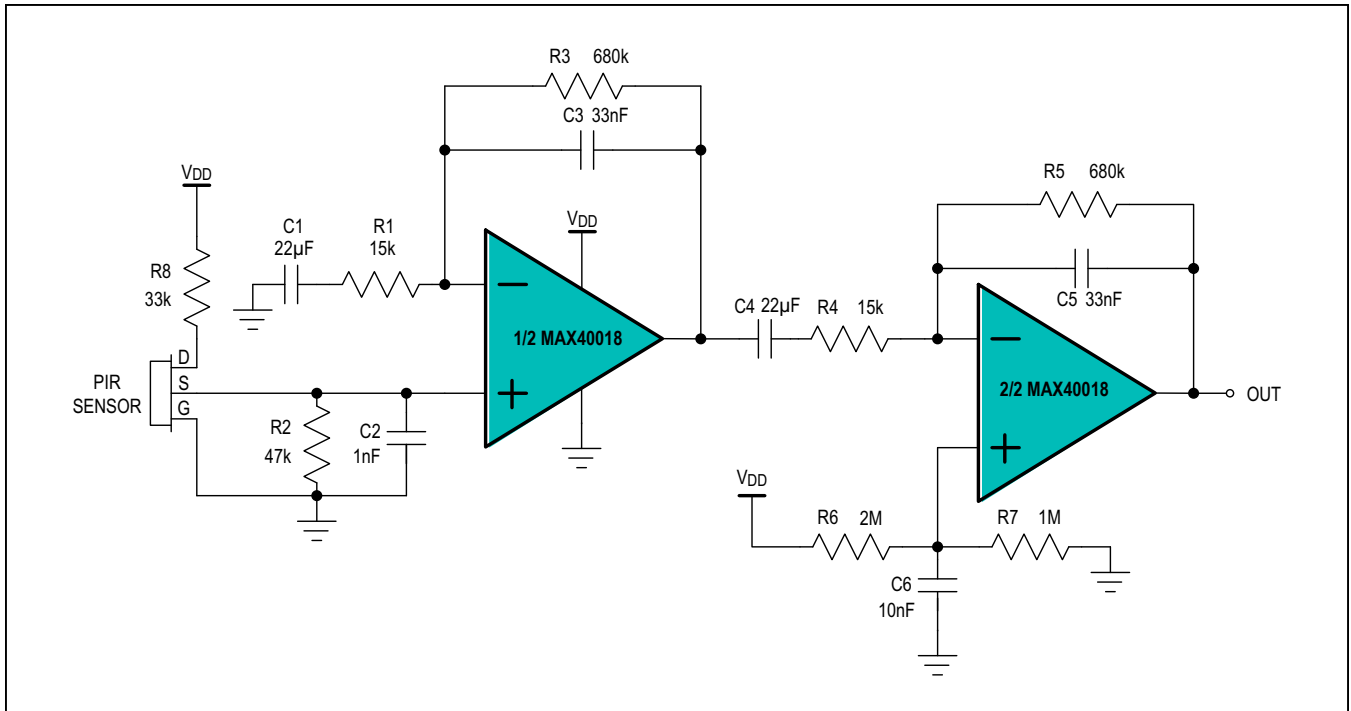 R3 680k
C3 33nF
VDD
R8
33k
C1
22µF
R1
15k
VDD
1/2 MAX40018
PIR
SENSOR
D
S
G
R2
47k
C2
1nF
C4 22µF
R4 15k
R5 680k
C5 33nF
2/2 MAX40018
OUT
VDD
R6 2M
R7 1M
C6
10nF